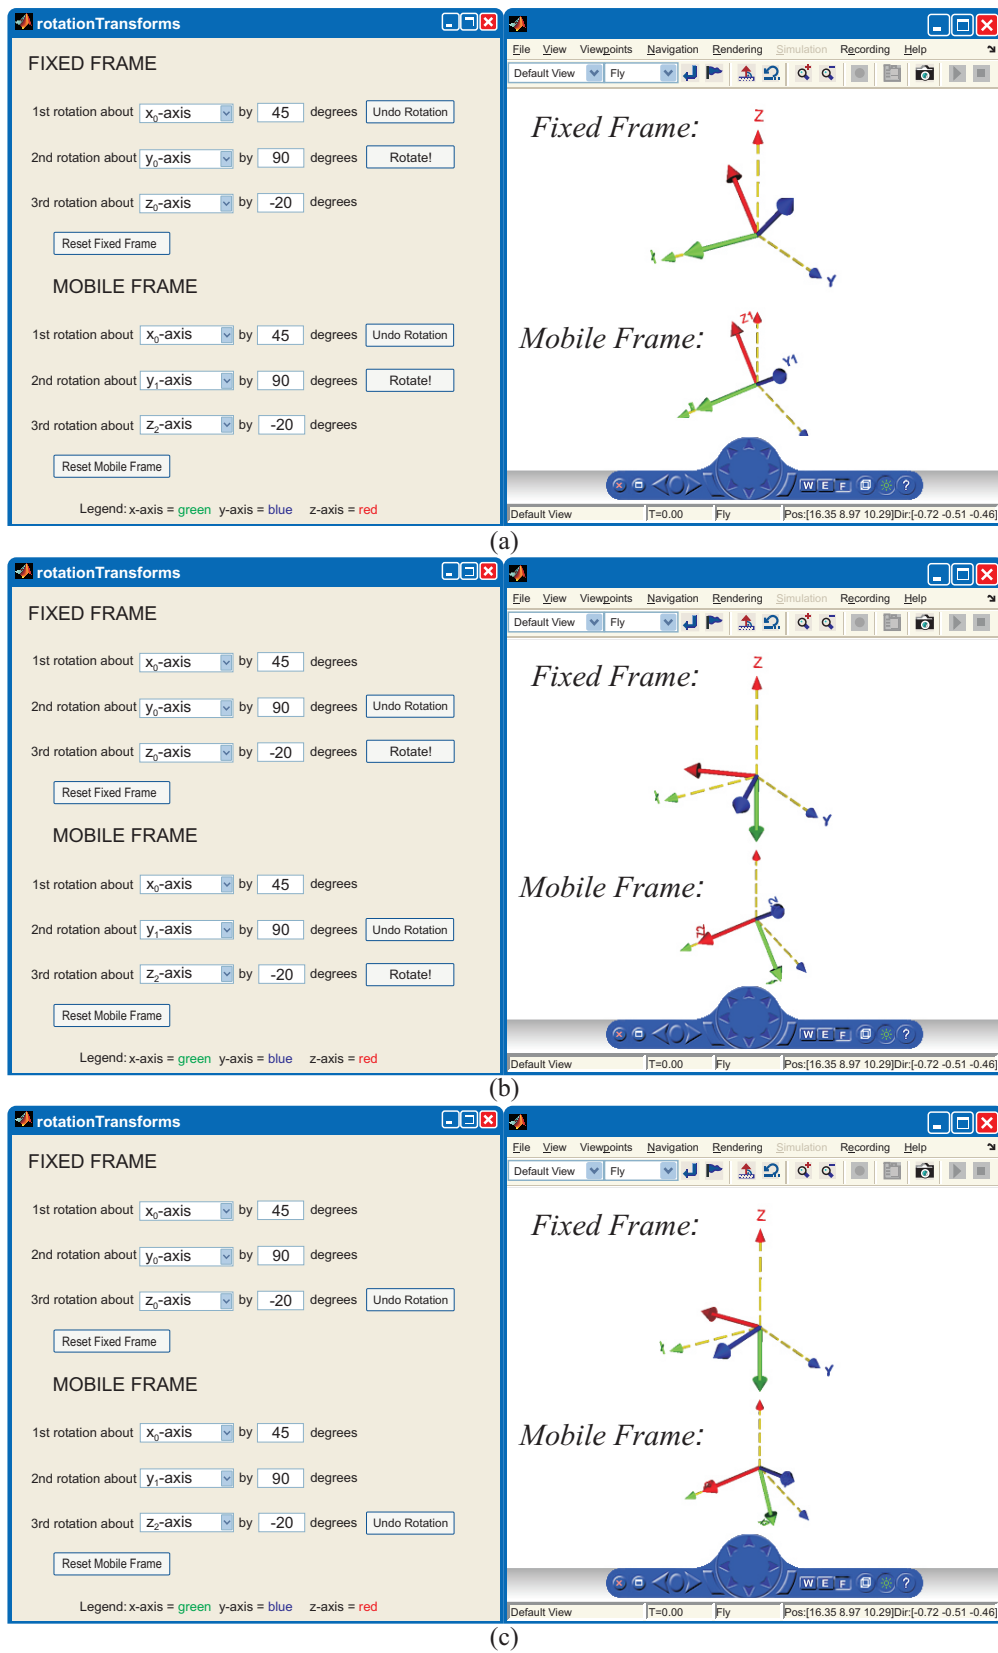 rotationTransforms
FIXED FRAME
1st rotation about x0-axis by 45 degrees Undo Rotation
2nd rotation about y0-axis by 90 degrees Rotate!
3rd rotation about z0-axis by -20 degrees
Reset Fixed Frame
MOBILE FRAME
1st rotation about x0-axis by 45 degrees Undo Rotation
2nd rotation about y1-axis by 90 degrees Rotate!
3rd rotation about z2-axis by -20 degrees
Reset Mobile Frame
Legend: x-axis = green y-axis = blue z-axis = red
File View Viewpoints Navigation Rendering Simulation Recording Help
Default View Fly
Fixed Frame:
Z
X
Y
Mobile Frame:
Z1
Y1
W E F ?
Default View T=0.00 Fly Pos:[16.35 8.97 10.29]Dir:[-0.72 -0.51 -0.46]
(a)
rotationTransforms
FIXED FRAME
1st rotation about x0-axis by 45 degrees
2nd rotation about y0-axis by 90 degrees Undo Rotation
3rd rotation about z0-axis by -20 degrees Rotate!
Reset Fixed Frame
MOBILE FRAME
1st rotation about x0-axis by 45 degrees
2nd rotation about y1-axis by 90 degrees Undo Rotation
3rd rotation about z2-axis by -20 degrees Rotate!
Reset Mobile Frame
Legend: x-axis = green y-axis = blue z-axis = red
File View Viewpoints Navigation Rendering Simulation Recording Help
Default View Fly
Fixed Frame:
Z
X
Y
Mobile Frame:
Z2
W E F ?
Default View T=0.00 Fly Pos:[16.35 8.97 10.29]Dir:[-0.72 -0.51 -0.46]
(b)
rotationTransforms
FIXED FRAME
1st rotation about x0-axis by 45 degrees
2nd rotation about y0-axis by 90 degrees
3rd rotation about z0-axis by -20 degrees Undo Rotation
Reset Fixed Frame
MOBILE FRAME
1st rotation about x0-axis by 45 degrees
2nd rotation about y1-axis by 90 degrees
3rd rotation about z2-axis by -20 degrees Undo Rotation
Reset Mobile Frame
Legend: x-axis = green y-axis = blue z-axis = red
File View Viewpoints Navigation Rendering Simulation Recording Help
Default View Fly
Fixed Frame:
Z
X
Y
Mobile Frame:
W E F ?
Default View T=0.00 Fly Pos:[16.35 8.97 10.29]Dir:[-0.72 -0.51 -0.46]
(c)